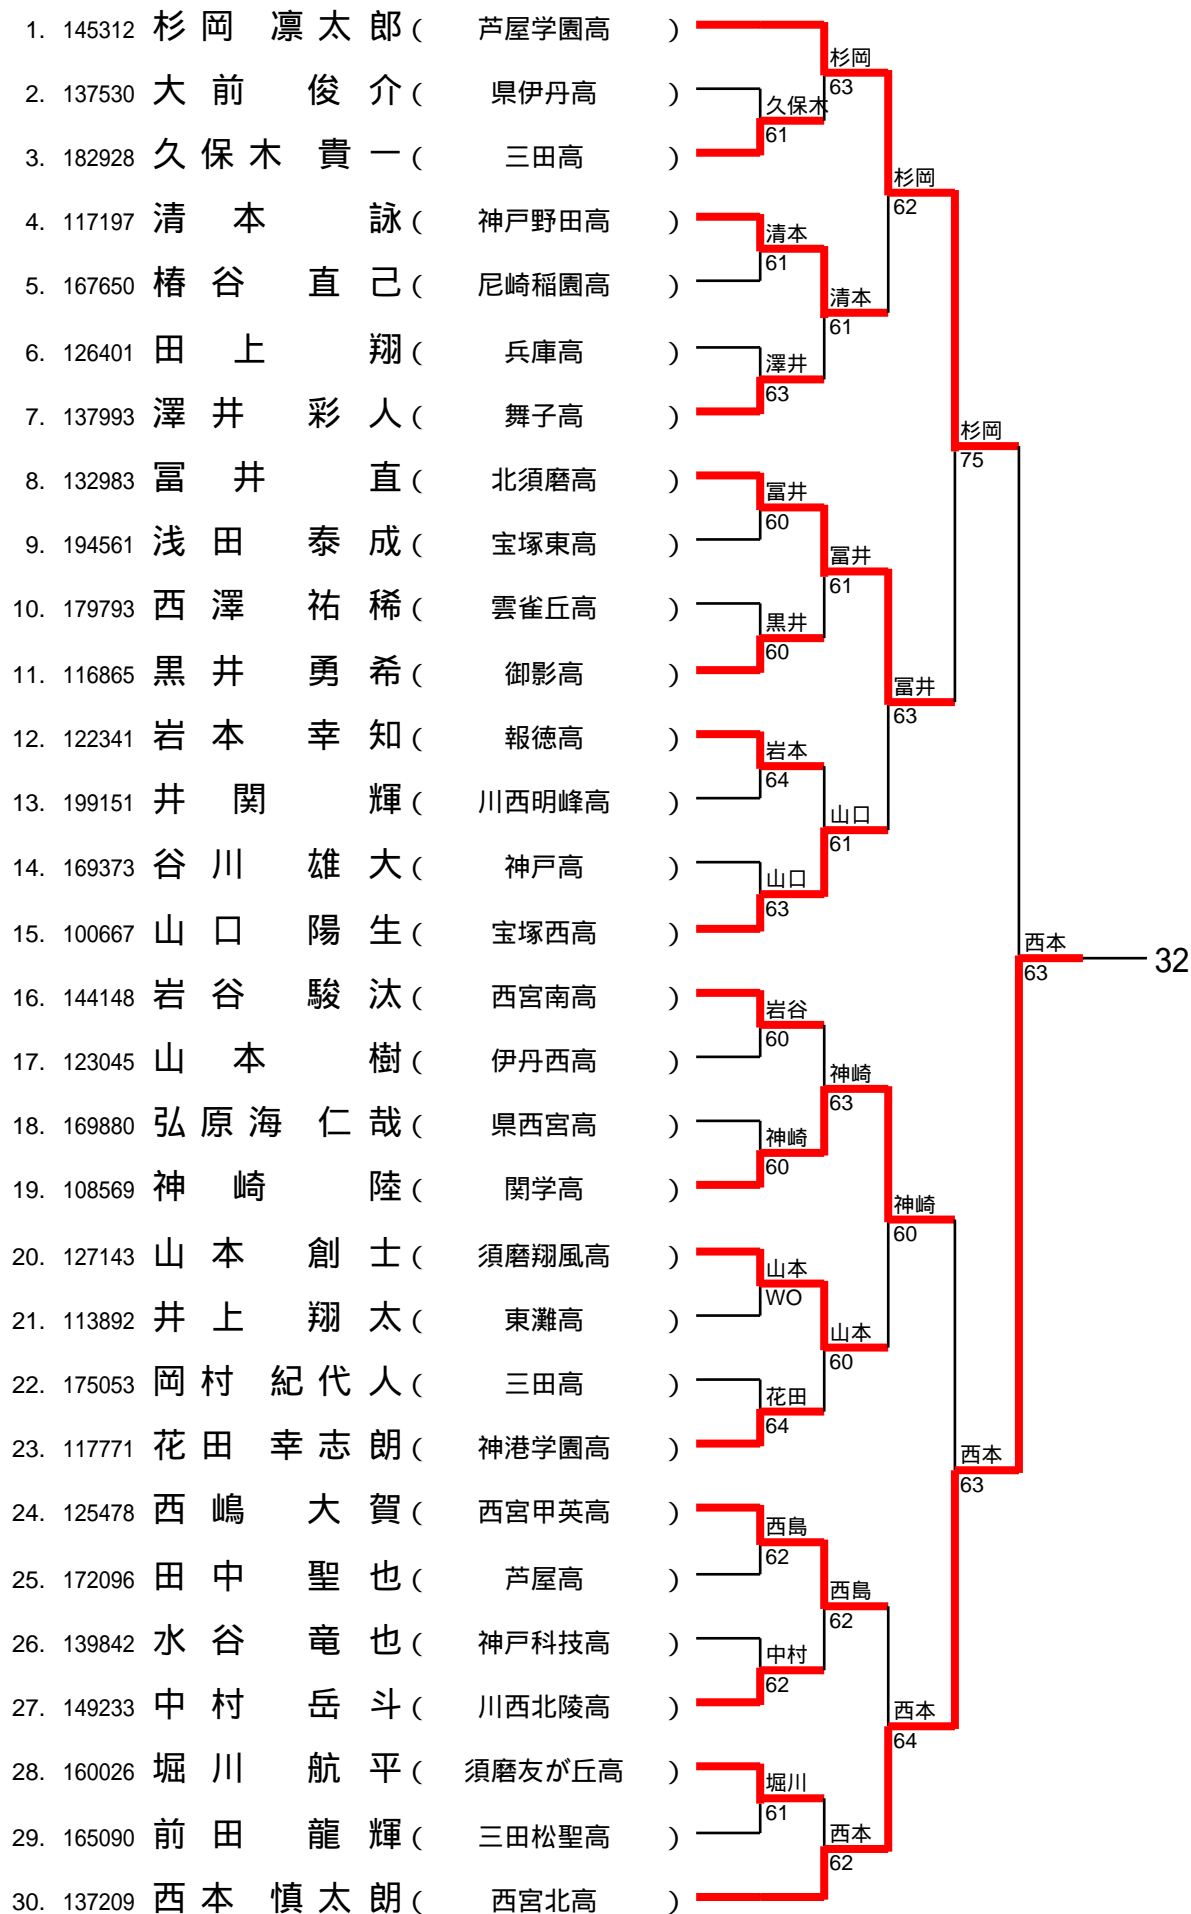 1. 145312 杉岡 凛太郎 ( 芦屋学園高 )
杉岡
63
2. 137530 大前 俊介 ( 県伊丹高 )
久保木
61
3. 182928 久保木 貴一 ( 三田高 )
杉岡
62
4. 117197 清本 詠 ( 神戸野田高 )
清本
61
5. 167650 椿谷 直己 ( 尼崎稲園高 )
清本
61
6. 126401 田上 翔 ( 兵庫高 )
澤井
63
7. 137993 澤井 彩人 ( 舞子高 )
杉岡
75
8. 132983 冨井 直 ( 北須磨高 )
冨井
60
9. 194561 浅田 泰成 ( 宝塚東高 )
冨井
61
10. 179793 西澤 祐稀 ( 雲雀丘高 )
黒井
60
11. 116865 黒井 勇希 ( 御影高 )
冨井
63
12. 122341 岩本 幸知 ( 報徳高 )
岩本
64
13. 199151 井関 輝 ( 川西明峰高 )
山口
61
14. 169373 谷川 雄大 ( 神戸高 )
山口
63
15. 100667 山口 陽生 ( 宝塚西高 )
西本
63
32
16. 144148 岩谷 駿汰 ( 西宮南高 )
岩谷
60
17. 123045 山本 樹 ( 伊丹西高 )
神崎
63
18. 169880 弘原海 仁哉 ( 県西宮高 )
神崎
60
19. 108569 神崎 陸 ( 関学高 )
神崎
60
20. 127143 山本 創士 ( 須磨翔風高 )
山本
WO
21. 113892 井上 翔太 ( 東灘高 )
山本
60
22. 175053 岡村 紀代人 ( 三田高 )
花田
64
23. 117771 花田 幸志朗 ( 神港学園高 )
西本
63
24. 125478 西嶋 大賀 ( 西宮甲英高 )
西島
62
25. 172096 田中 聖也 ( 芦屋高 )
西島
62
26. 139842 水谷 竜也 ( 神戸科技高 )
中村
62
27. 149233 中村 岳斗 ( 川西北陵高 )
西本
64
28. 160026 堀川 航平 ( 須磨友が丘高 )
堀川
61
29. 165090 前田 龍輝 ( 三田松聖高 )
西本
62
30. 137209 西本 慎太朗 ( 西宮北高 )